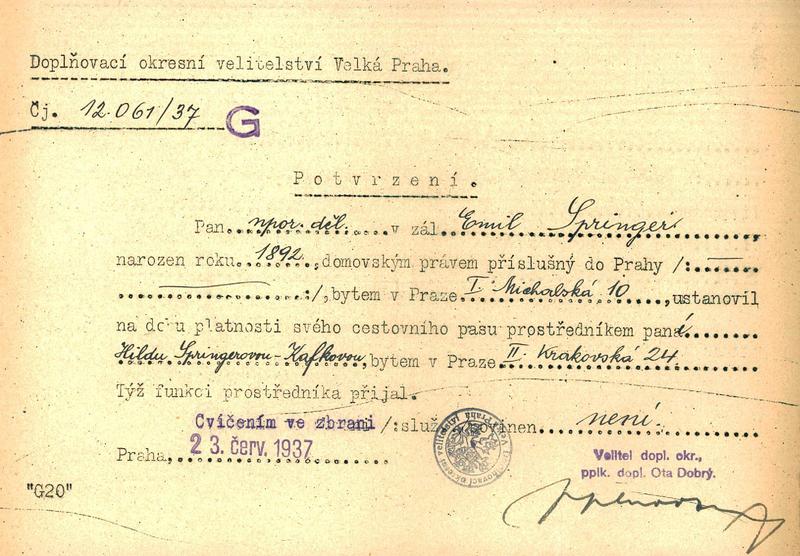 Doplňovací okresní velitelství Velká Praha.
Čj. 12.061/37 G
Potvrzení.
Pan npor. děl. v zál. Emil Springer,
narozen roku 1892, domovským právem příslušný do Prahy /:
:/, bytem v Praze I. Michalská 10, ustanovil
na dobu platnosti svého cestovního pasu prostředníkem paní
Hildu Springerovou-Kafkovou, bytem v Praze II. Krakovská 24
Týž funkci prostředníka přijal.
Cvičením ve zbrani /: povinen není.
Praha, 23. červ. 1937
Velitel dopl. okr.,
pplk. dopl. Ota Dobrý.
"G20"